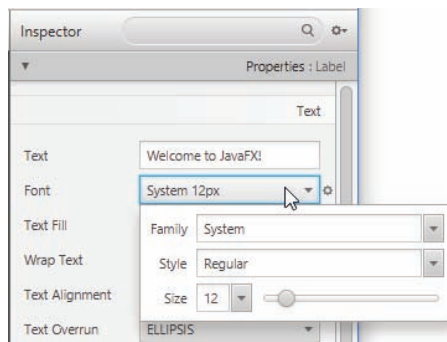 Inspector
Properties : Label
Text
Text Welcome to JavaFX!
Font System 12px
Text Fill
Family System
Wrap Text
Style Regular
Text Alignment
Size 12
Text Overrun ELLIPSIS